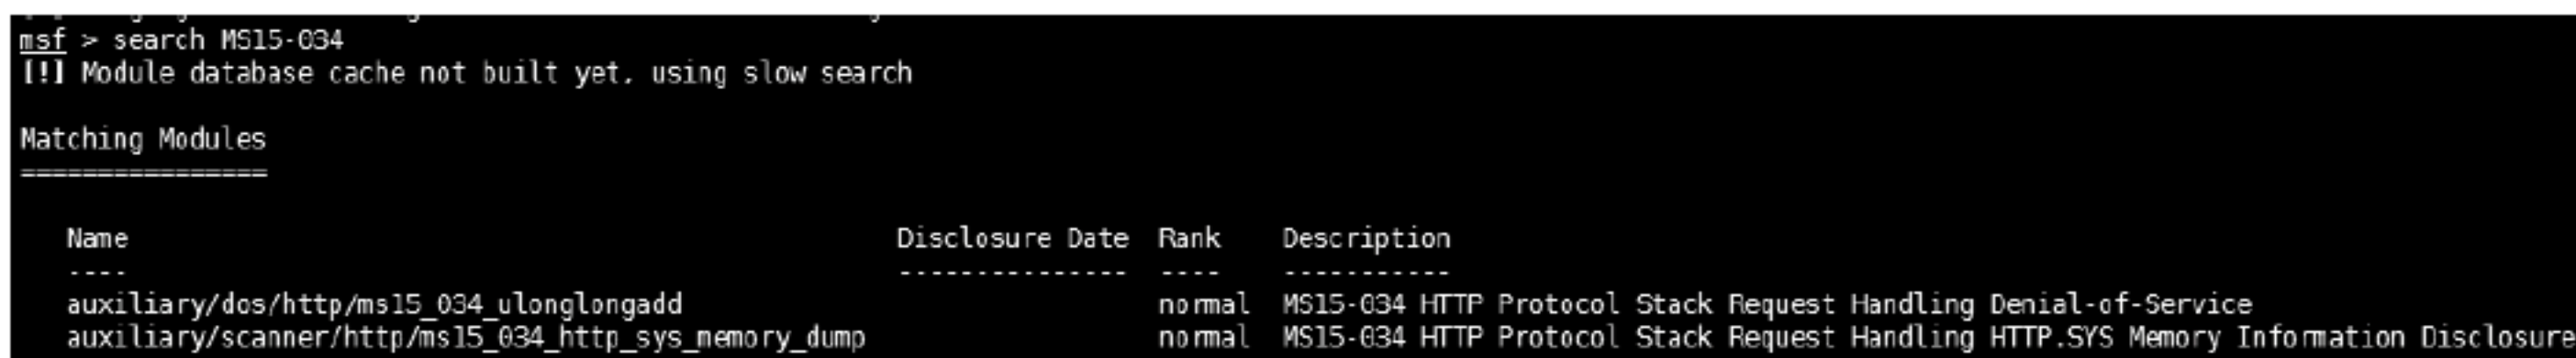 msf > search MS15-034
[!] Module database cache not built yet, using slow search
Matching Modules
================
Name Disclosure Date Rank Description
---- --------------- ---- -----------
auxiliary/dos/http/ms15_034_ulonglongadd normal MS15-034 HTTP Protocol Stack Request Handling Denial-of-Service
auxiliary/scanner/http/ms15_034_http_sys_memory_dump normal MS15-034 HTTP Protocol Stack Request Handling HTTP.SYS Memory Information Disclosure